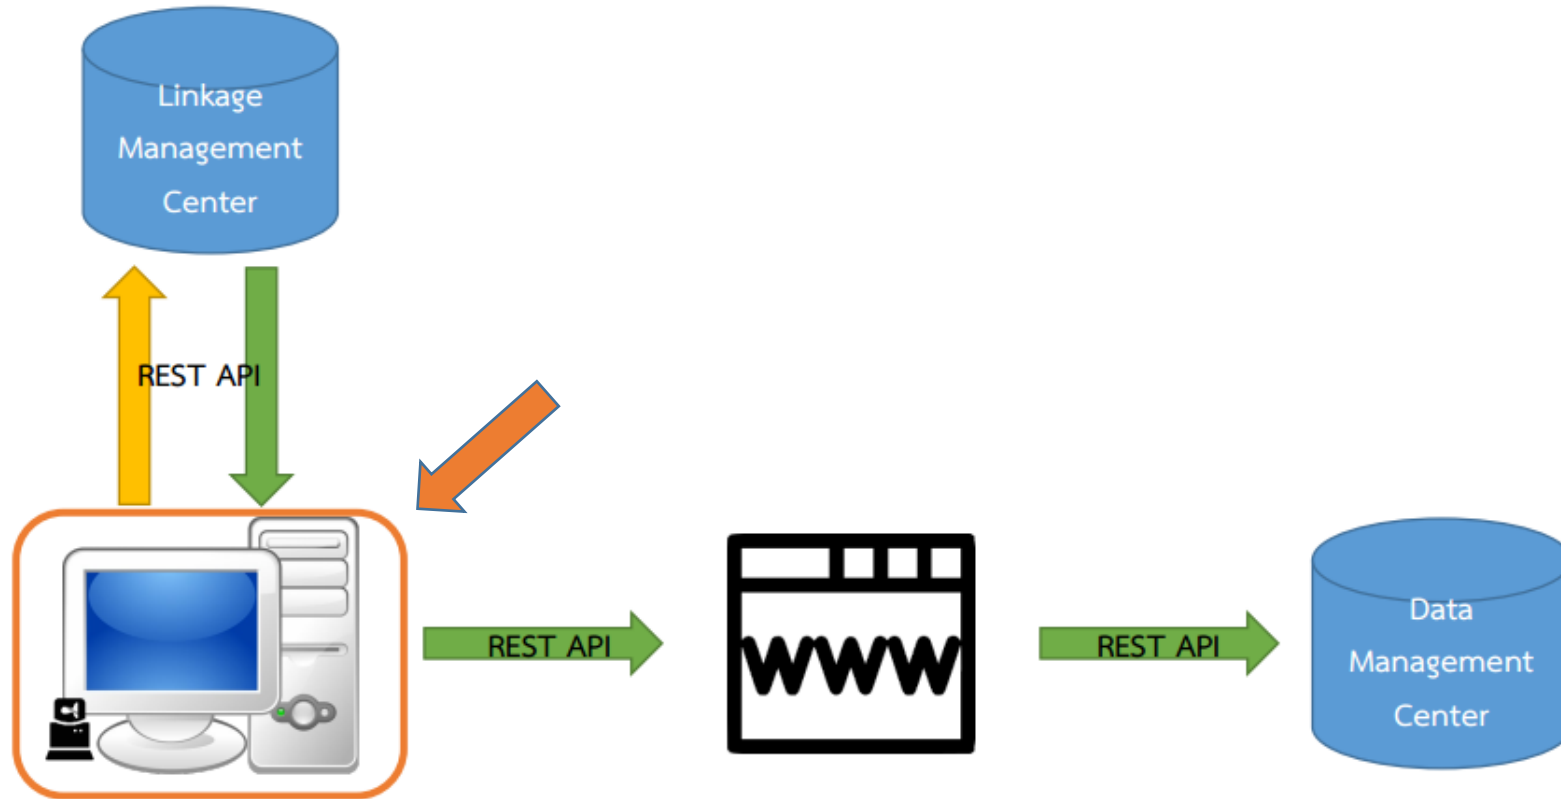 Linkage
Management
Center
REST API
REST API
WWW
REST API
Data
Management
Center